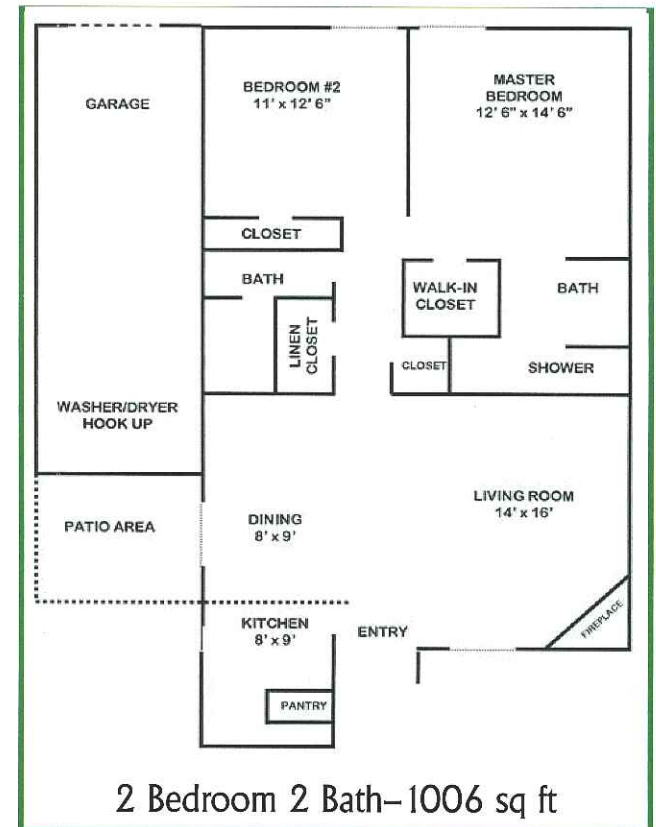 GARAGE
BEDROOM #2
11' x 12' 6"
MASTER
BEDROOM
12' 6" x 14' 6"
CLOSET
BATH
LINEN
CLOSET
WALK-IN
CLOSET
BATH
CLOSET
SHOWER
WASHER/DRYER
HOOK UP
PATIO AREA
DINING
8' x 9'
LIVING ROOM
14' x 16'
FIREPLACE
KITCHEN
8' x 9'
ENTRY
PANTRY
2 Bedroom 2 Bath–1006 sq ft